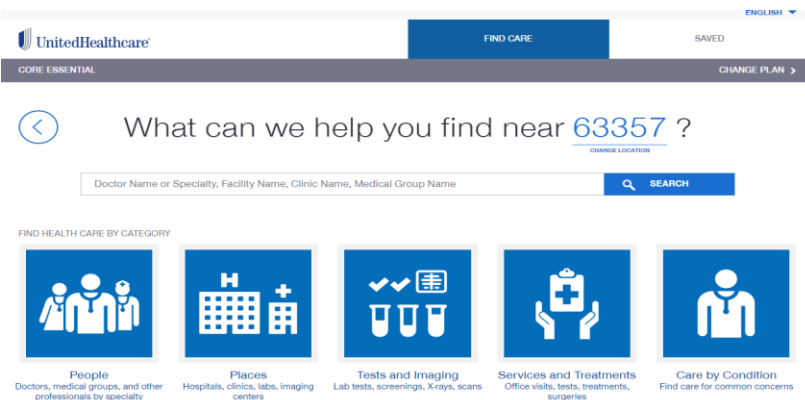 ENGLISH
UnitedHealthcare
FIND CARE
SAVED
CORE ESSENTIAL
CHANGE PLAN
What can we help you find near 63357 ?
CHANGE LOCATION
Doctor Name or Specialty, Facility Name, Clinic Name, Medical Group Name
SEARCH
FIND HEALTH CARE BY CATEGORY
H
People
Doctors, medical groups, and other
professionals by specialty
Places
Hospitals, clinics, labs, imaging
centers
Tests and Imaging
Lab tests, screenings, X-rays, scans
Services and Treatments
Office visits, tests, treatments,
surgeries
Care by Condition
Find care for common concerns